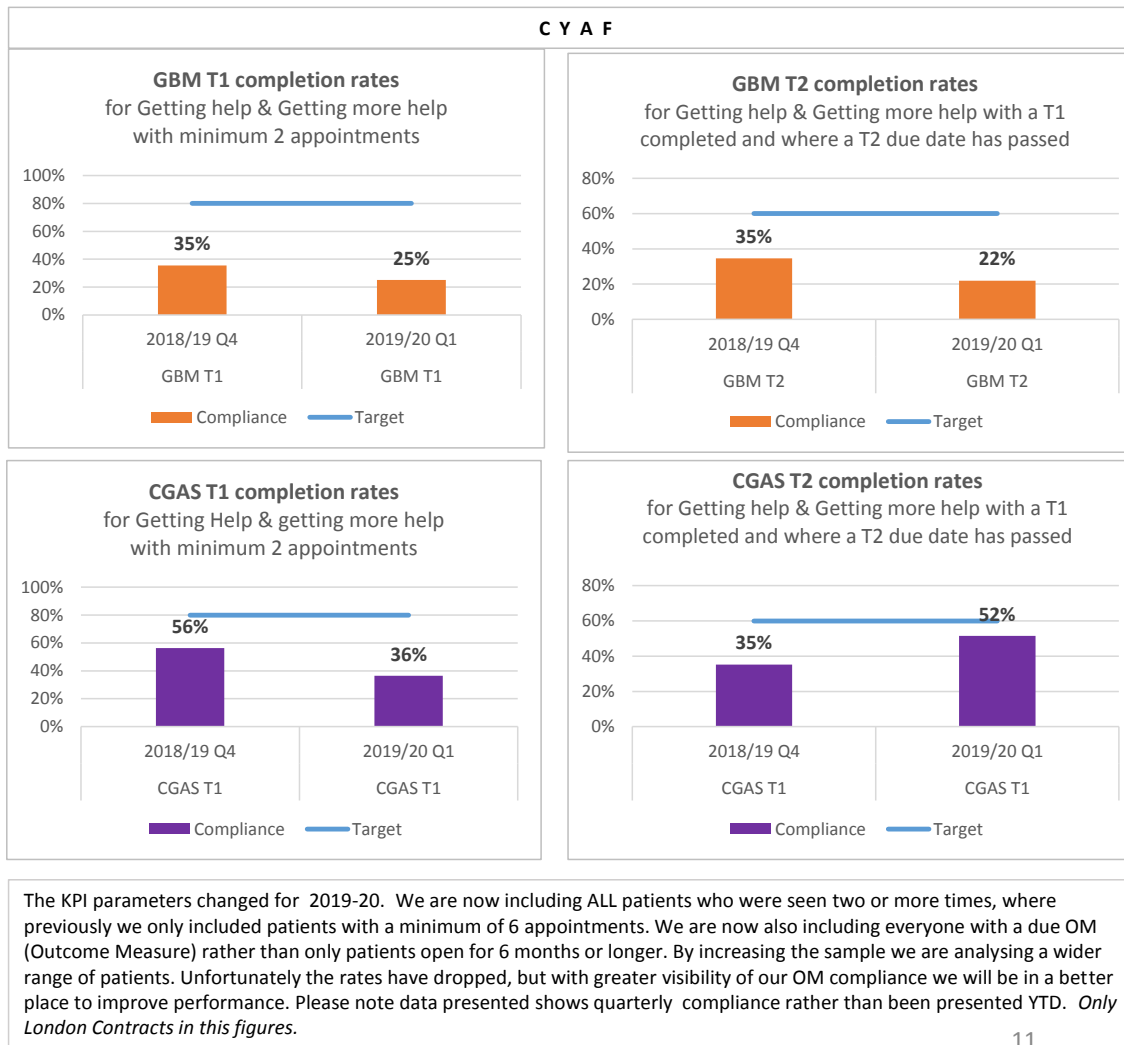 C Y A F
GBM T1 completion rates
for Getting help & Getting more help
with minimum 2 appointments
100%
80%
60%
40%
20%
0%
35%
25%
2018/19 Q4
2019/20 Q1
GBM T1
GBM T1
Compliance
Target
GBM T2 completion rates
for Getting help & Getting more help with a T1
completed and where a T2 due date has passed
80%
60%
40%
20%
0%
35%
22%
2018/19 Q4
2019/20 Q1
GBM T2
GBM T2
Compliance
Target
CGAS T1 completion rates
for Getting Help & getting more help
with minimum 2 appointments
100%
80%
60%
40%
20%
0%
56%
36%
2018/19 Q4
2019/20 Q1
CGAS T1
CGAS T1
Compliance
Target
CGAS T2 completion rates
for Getting help & Getting more help with a T1
completed and where a T2 due date has passed
80%
60%
40%
20%
0%
35%
52%
2018/19 Q4
2019/20 Q1
CGAS T1
CGAS T1
Compliance
Target
The KPI parameters changed for 2019-20. We are now including ALL patients who were seen two or more times, where
previously we only included patients with a minimum of 6 appointments. We are now also including everyone with a due OM
(Outcome Measure) rather than only patients open for 6 months or longer. By increasing the sample we are analysing a wider
range of patients. Unfortunately the rates have dropped, but with greater visibility of our OM compliance we will be in a better
place to improve performance. Please note data presented shows quarterly compliance rather than been presented YTD. Only
London Contracts in this figures.
11